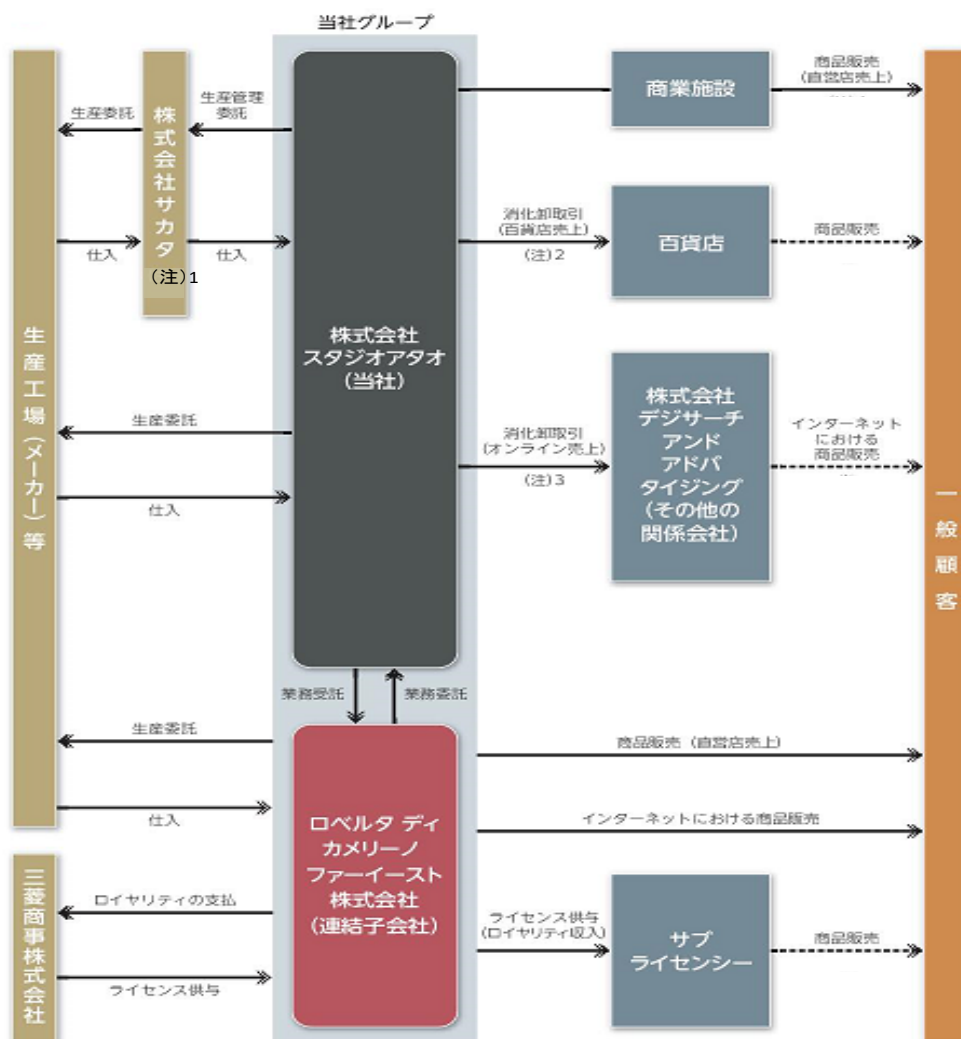 当社グループ
生産工場(メーカー)等
三菱商事株式会社
生産委託
株式会社サカタ
(注)1
生産管理
委託
仕入
仕入
生産委託
仕入
株式会社
スタジオアタオ
(当社)
業務受託
業務委託
生産委託
仕入
ロイヤリティの支払
ライセンス供与
ロベルタ ディ
カメリーノ
ファーイースト
株式会社
(連結子会社)
商業施設
商品販売
(直営店売上)
消化卸取引
(百貨店売上)
(注)2
百貨店
商品販売
消化卸取引
(オンライン売上)
(注)3
株式会社
デジサーチ
アンド
アドバ
タイジング
(その他の
関係会社)
インターネット
における
商品販売
商品販売(直営店売上)
インターネットにおける商品販売
ライセンス供与
(ロイヤリティ収入)
サブ
ライセンシー
商品販売
一般顧客